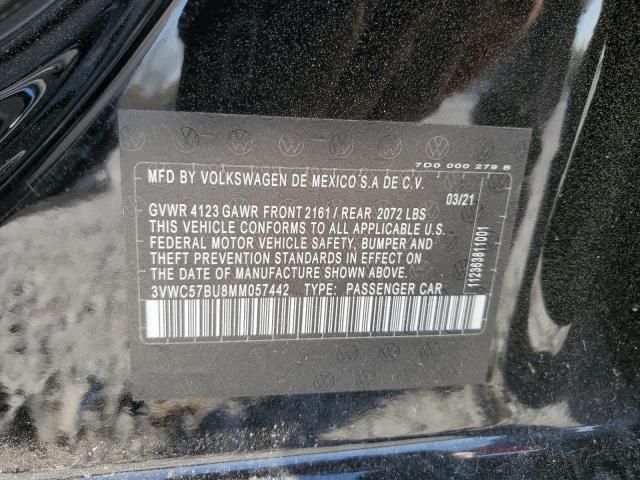 7D0 000 279 B
MFD BY VOLKSWAGEN DE MEXICO S.A DE C.V.
03/21
GVWR 4123 GAWR FRONT 2161 / REAR 2072 LBS
THIS VEHICLE CONFORMS TO ALL APPLICABLE U.S.
FEDERAL MOTOR VEHICLE SAFETY, BUMPER AND
THEFT PREVENTION STANDARDS IN EFFECT ON
THE DATE OF MANUFACTURE SHOWN ABOVE.
3VWC57BU8MM057442 TYPE: PASSENGER CAR
112363811001